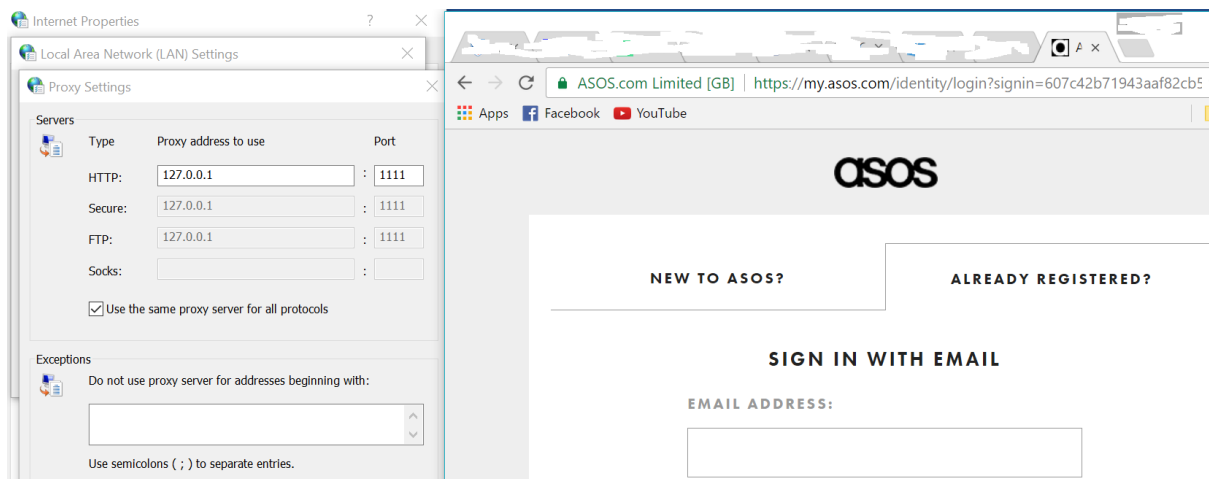 Internet Properties ?
Local Area Network (LAN) Settings
Proxy Settings
Servers
Type Proxy address to use Port
HTTP: 127.0.0.1 : 1111
Secure: 127.0.0.1 : 1111
FTP: 127.0.0.1 : 1111
Socks: :
Use the same proxy server for all protocols
Exceptions
Do not use proxy server for addresses beginning with:
Use semicolons ( ; ) to separate entries.
ASOS.com Limited [GB] https://my.asos.com/identity/login?signin=607c42b71943aaf82cb5
Apps Facebook YouTube
asos
NEW TO ASOS? ALREADY REGISTERED?
SIGN IN WITH EMAIL
EMAIL ADDRESS: